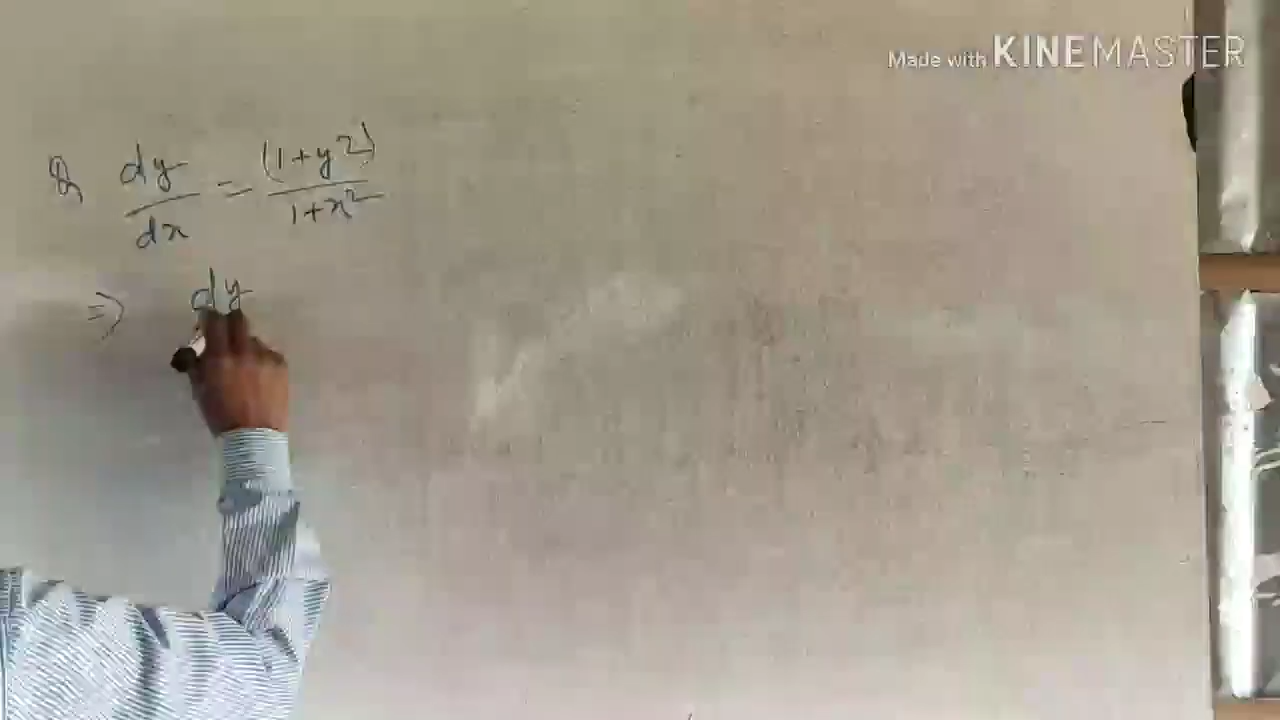 Made with KINEMASTER
Q dy/dx = (1+y²)/1+x²
⇒ dy